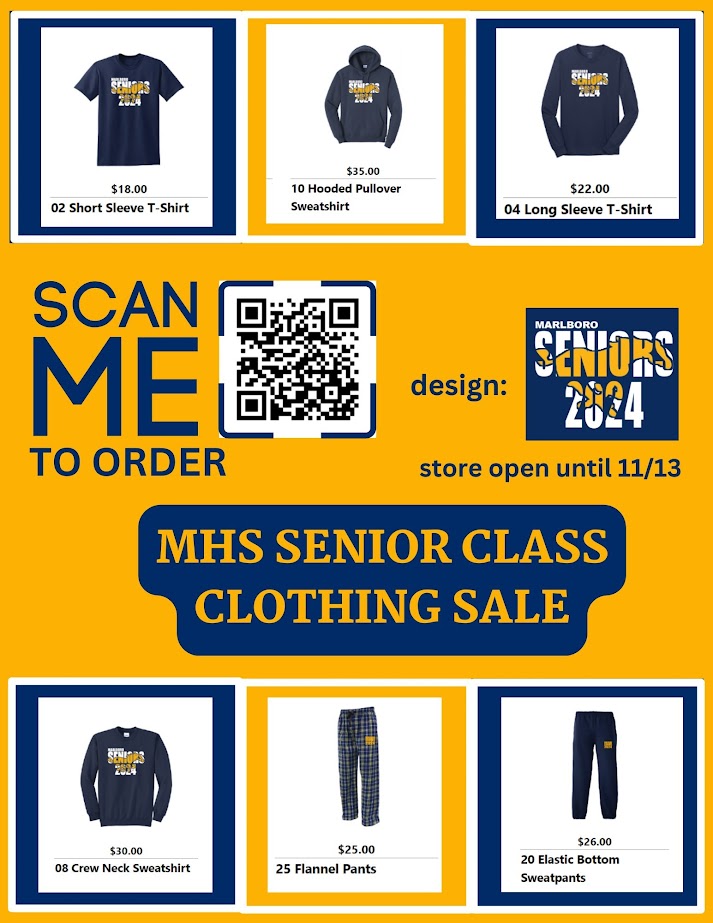 MARLBORO
SENIORS
2024
$18.00
02 Short Sleeve T-Shirt
MARLBORO
SENIORS
2024
$35.00
10 Hooded Pullover
Sweatshirt
MARLBORO
SENIORS
2024
$22.00
04 Long Sleeve T-Shirt
SCAN
ME
TO ORDER
design:
MARLBORO
SENIORS
2024
store open until 11/13
MHS SENIOR CLASS
CLOTHING SALE
MARLBORO
SENIORS
2024
$30.00
08 Crew Neck Sweatshirt
$25.00
25 Flannel Pants
$26.00
20 Elastic Bottom
Sweatpants